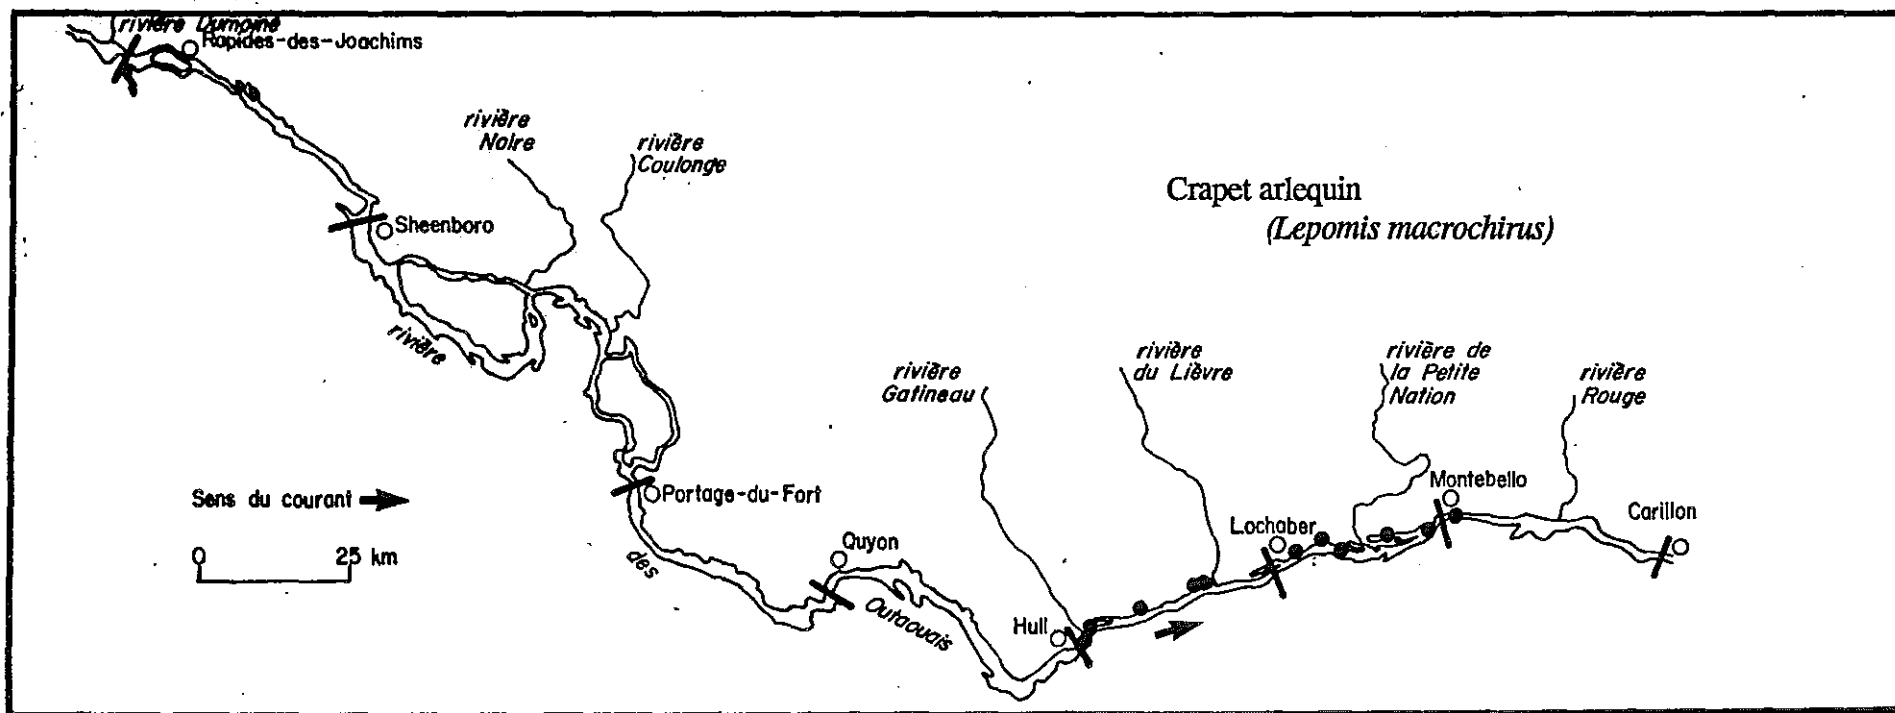 rivière Dumoine
Rapides-des-Joachims
rivière
Noire
rivière
Coulonge
Crapet arlequin
(Lepomis macrochirus)
Sheenboro
rivière
rivière
Gatineau
rivière
du Lièvre
rivière de
la Petite
Nation
rivière
Rouge
Sens du courant
Portage-du-Fort
Montebello
Carillon
Lochaber
0
25 km
des
Quyon
Outaouais
Hull